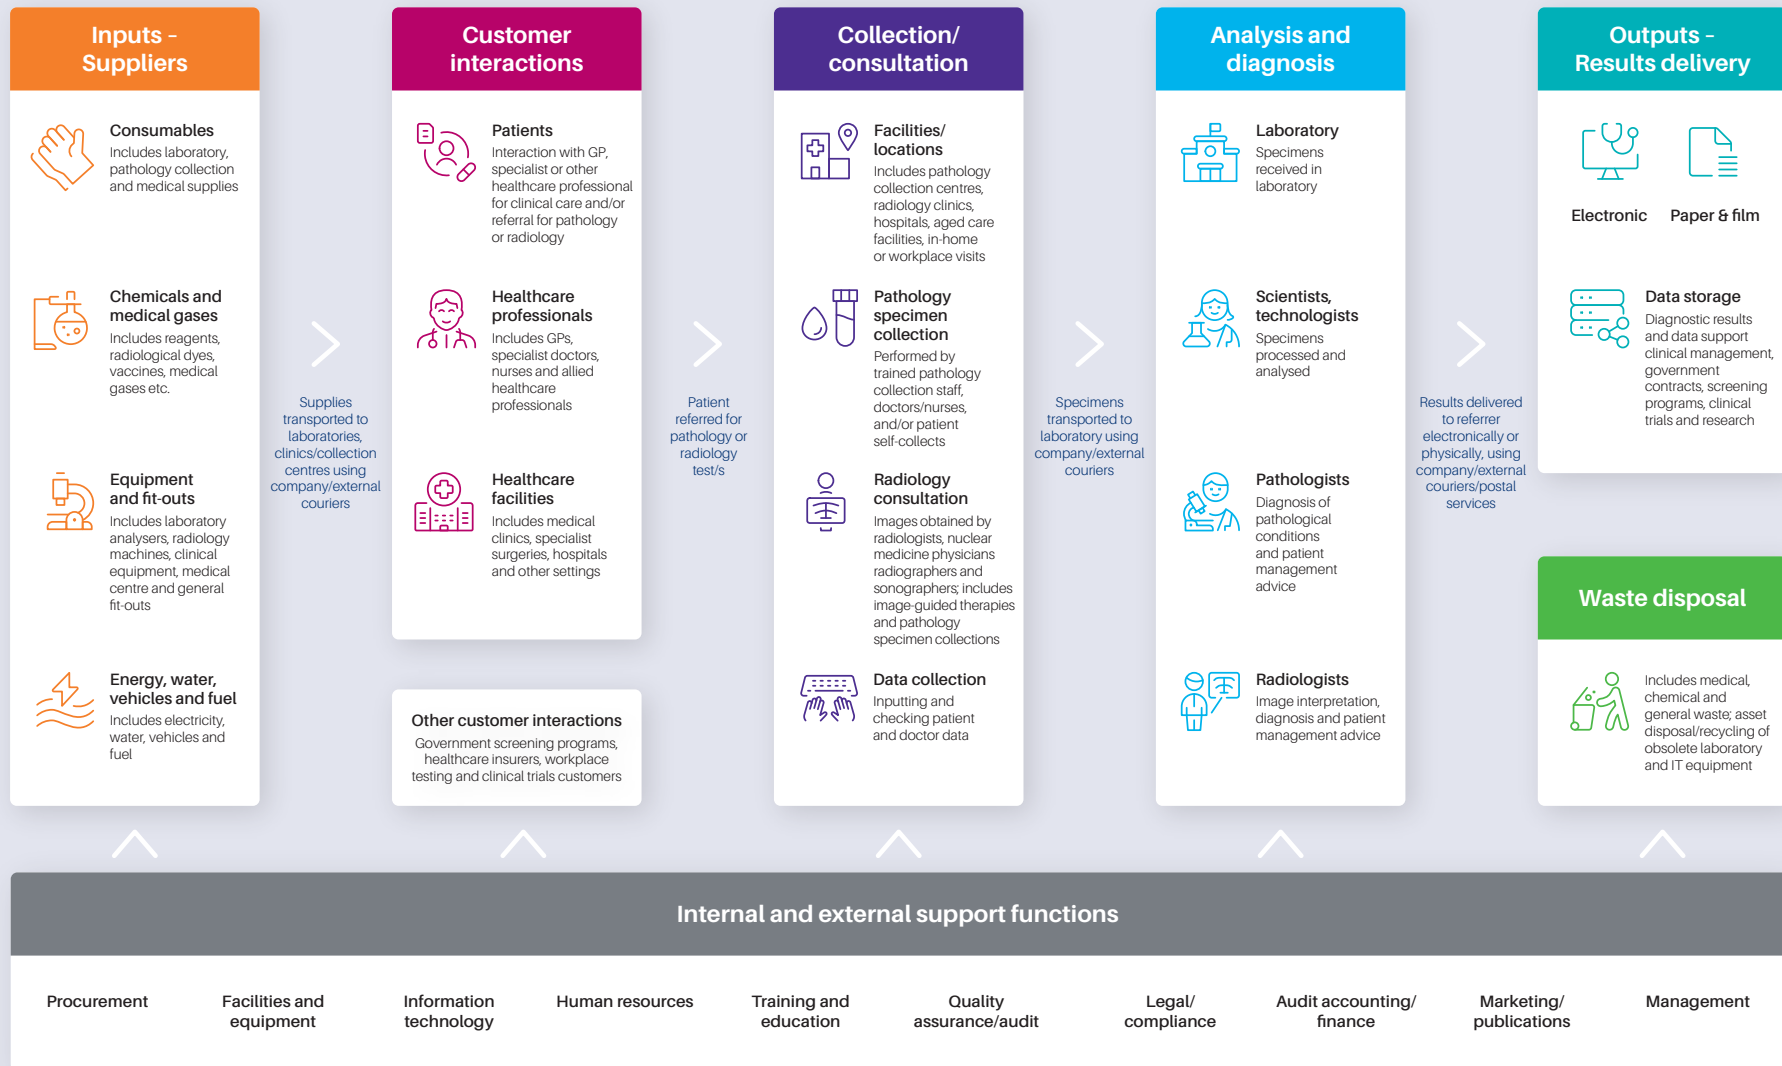 Inputs –
Suppliers
Consumables
Includes laboratory,
pathology collection
and medical supplies
Chemicals and
medical gases
Includes reagents,
radiological dyes,
vaccines, medical
gases etc.
Equipment
and fit-outs
Includes laboratory
analysers, radiology
machines, clinical
equipment, medical
centre and general
fit-outs
Energy, water,
vehicles and fuel
Includes electricity,
water, vehicles and
fuel
Supplies
transported to
laboratories,
clinics/collection
centres using
company/external
couriers
Customer
interactions
Patients
Interaction with GP,
specialist or other
healthcare professional
for clinical care and/or
referral for pathology
or radiology
Healthcare
professionals
Includes GPs,
specialist doctors,
nurses and allied
healthcare
professionals
Healthcare
facilities
Includes medical
clinics, specialist
surgeries, hospitals
and other settings
Other customer interactions
Government screening programs,
healthcare insurers, workplace
testing and clinical trials customers
Patient
referred for
pathology or
radiology
test/s
Collection/
consultation
Facilities/
locations
Includes pathology
collection centres,
radiology clinics,
hospitals, aged care
facilities, in-home
or workplace visits
Pathology
specimen
collection
Performed by
trained pathology
collection staff,
doctors/nurses,
and/or patient
self-collects
Radiology
consultation
Images obtained by
radiologists, nuclear
medicine physicians
radiographers and
sonographers; includes
image-guided therapies
and pathology
specimen collections
Data collection
Inputting and
checking patient
and doctor data
Specimens
transported to
laboratory using
company/external
couriers
Analysis and
diagnosis
Laboratory
Specimens
received in
laboratory
Scientists,
technologists
Specimens
processed and
analysed
Pathologists
Diagnosis of
pathological
conditions
and patient
management
advice
Radiologists
Image interpretation,
diagnosis and patient
management advice
Results delivered
to referrer
electronically or
physically, using
company/external
couriers/postal
services
Outputs –
Results delivery
Electronic
Paper & film
Data storage
Diagnostic results
and data support
clinical management,
government
contracts, screening
programs, clinical
trials and research
Waste disposal
Includes medical,
chemical and
general waste; asset
disposal/recycling of
obsolete laboratory
and IT equipment
Internal and external support functions
Procurement
Facilities and
equipment
Information
technology
Human resources
Training and
education
Quality
assurance/audit
Legal/
compliance
Audit accounting/
finance
Marketing/
publications
Management